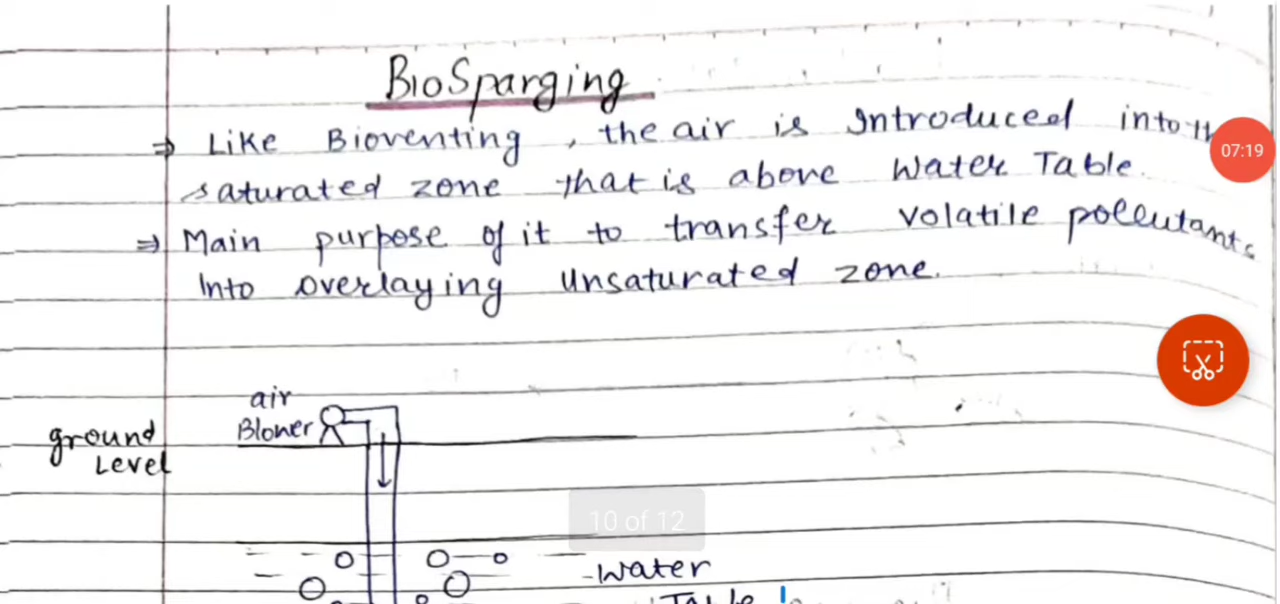 BioSparging
⇒ Like Bioventing, the air is Introduced into
saturated zone that is above Water Table.
⇒ Main purpose of it to transfer volatile pollutants
Into overlaying Unsaturated zone.
07:19
air
Blower
ground
Level
10 of 12
-Water
Table